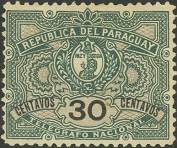 REPUBLICA DEL PARAGUAY
CENTAVOS 30 CENTAVOS
TELEGRAFO NACIONAL